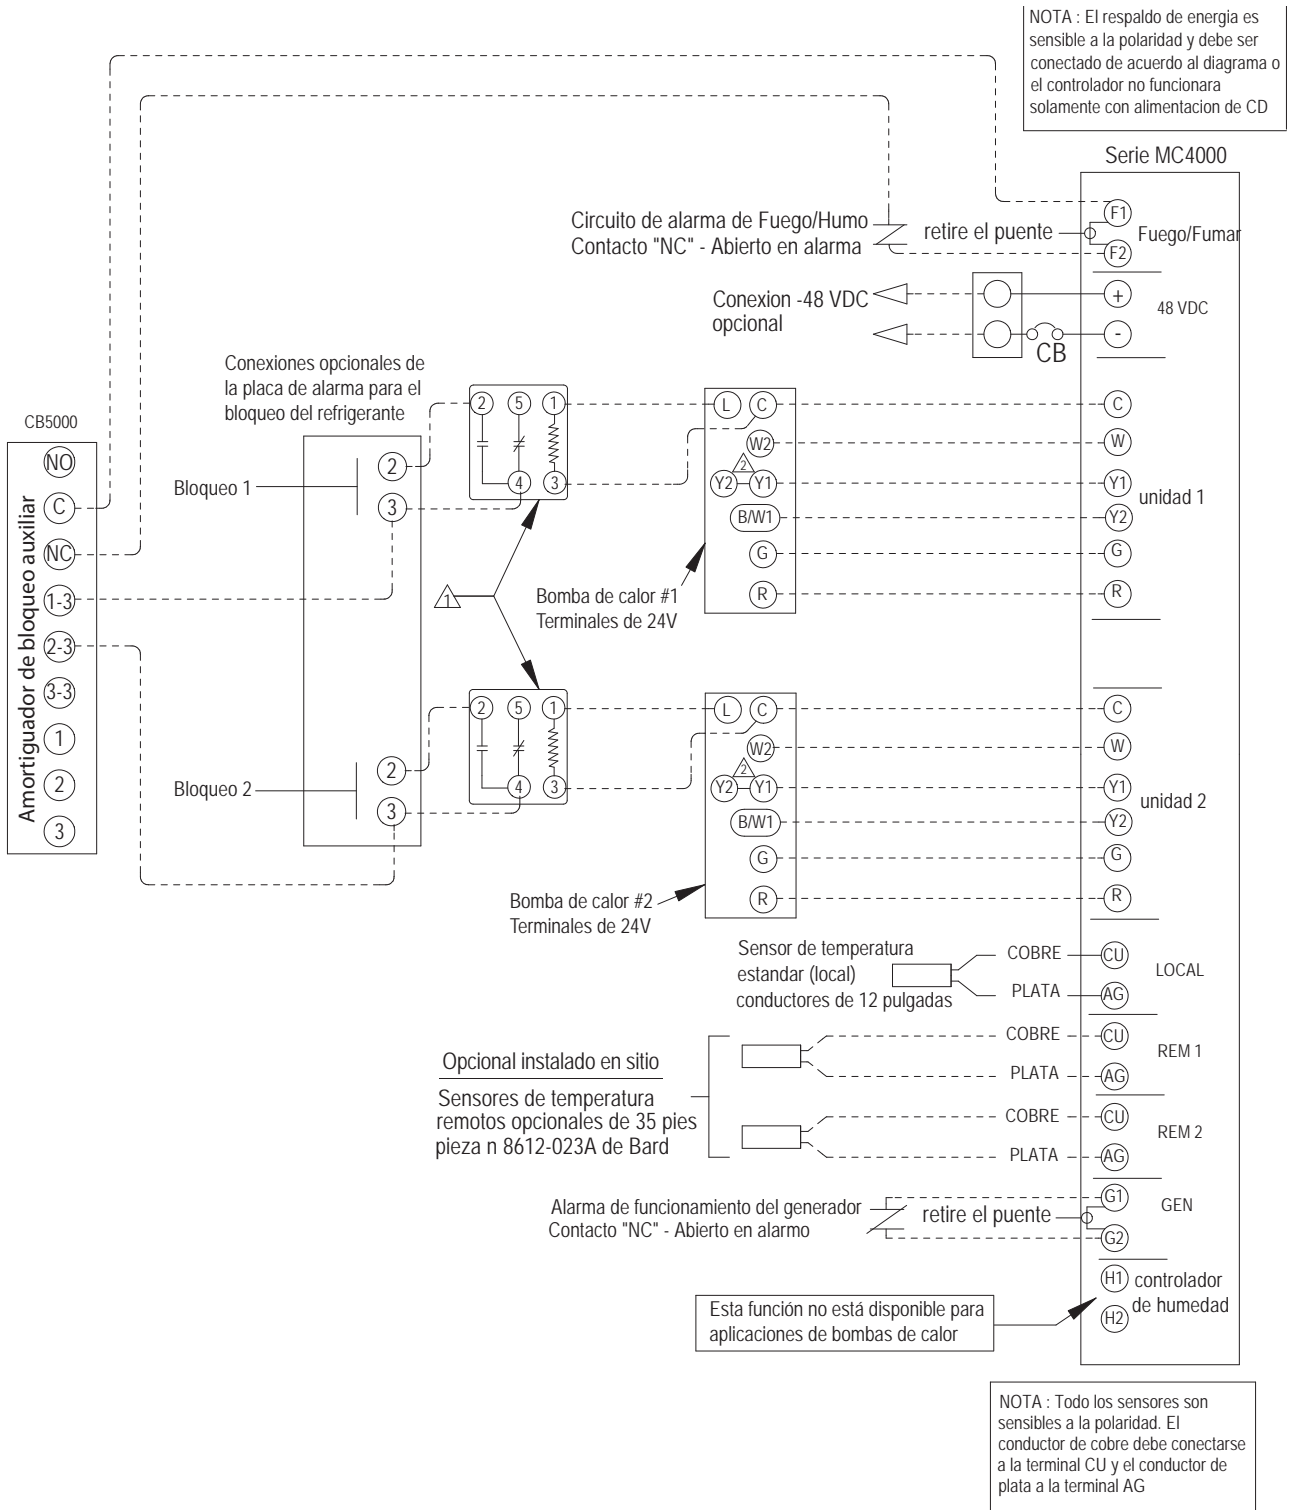 NOTA : El respaldo de energia es
sensible a la polaridad y debe ser
conectado de acuerdo al diagrama o
el controlador no funcionara
solamente con alimentacion de CD
Serie MC4000
F1
F2
Fuego/Fumar
Circuito de alarma de Fuego/Humo
Contacto "NC" - Abierto en alarma
retire el puente
Conexion -48 VDC
opcional
CB
+
-
48 VDC
Conexiones opcionales de
la placa de alarma para el
bloqueo del refrigerante
CB5000
Amortiguador de bloqueo auxiliar
NO
C
NC
1-3
2-3
3-3
1
2
3
Bloqueo 1
2
3
2
5
1
4
3
1
L
C
W2
2
Y2
Y1
B/W1
G
R
Bomba de calor #1
Terminales de 24V
C
W
Y1
Y2
G
R
unidad 1
Bloqueo 2
2
3
2
5
1
4
3
L
C
W2
2
Y2
Y1
B/W1
G
R
Bomba de calor #2
Terminales de 24V
C
W
Y1
Y2
G
R
unidad 2
Sensor de temperatura
estandar (local)
conductores de 12 pulgadas
COBRE
PLATA
CU
AG
LOCAL
Opcional instalado en sitio
Sensores de temperatura
remotos opcionales de 35 pies
pieza n 8612-023A de Bard
COBRE
PLATA
CU
AG
REM 1
COBRE
PLATA
CU
AG
REM 2
Alarma de funcionamiento del generador
Contacto "NC" - Abierto en alarmo
retire el puente
G1
G2
GEN
H1
H2
controlador
de humedad
Esta función no está disponible para
aplicaciones de bombas de calor
NOTA : Todo los sensores son
sensibles a la polaridad. El
conductor de cobre debe conectarse
a la terminal CU y el conductor de
plata a la terminal AG